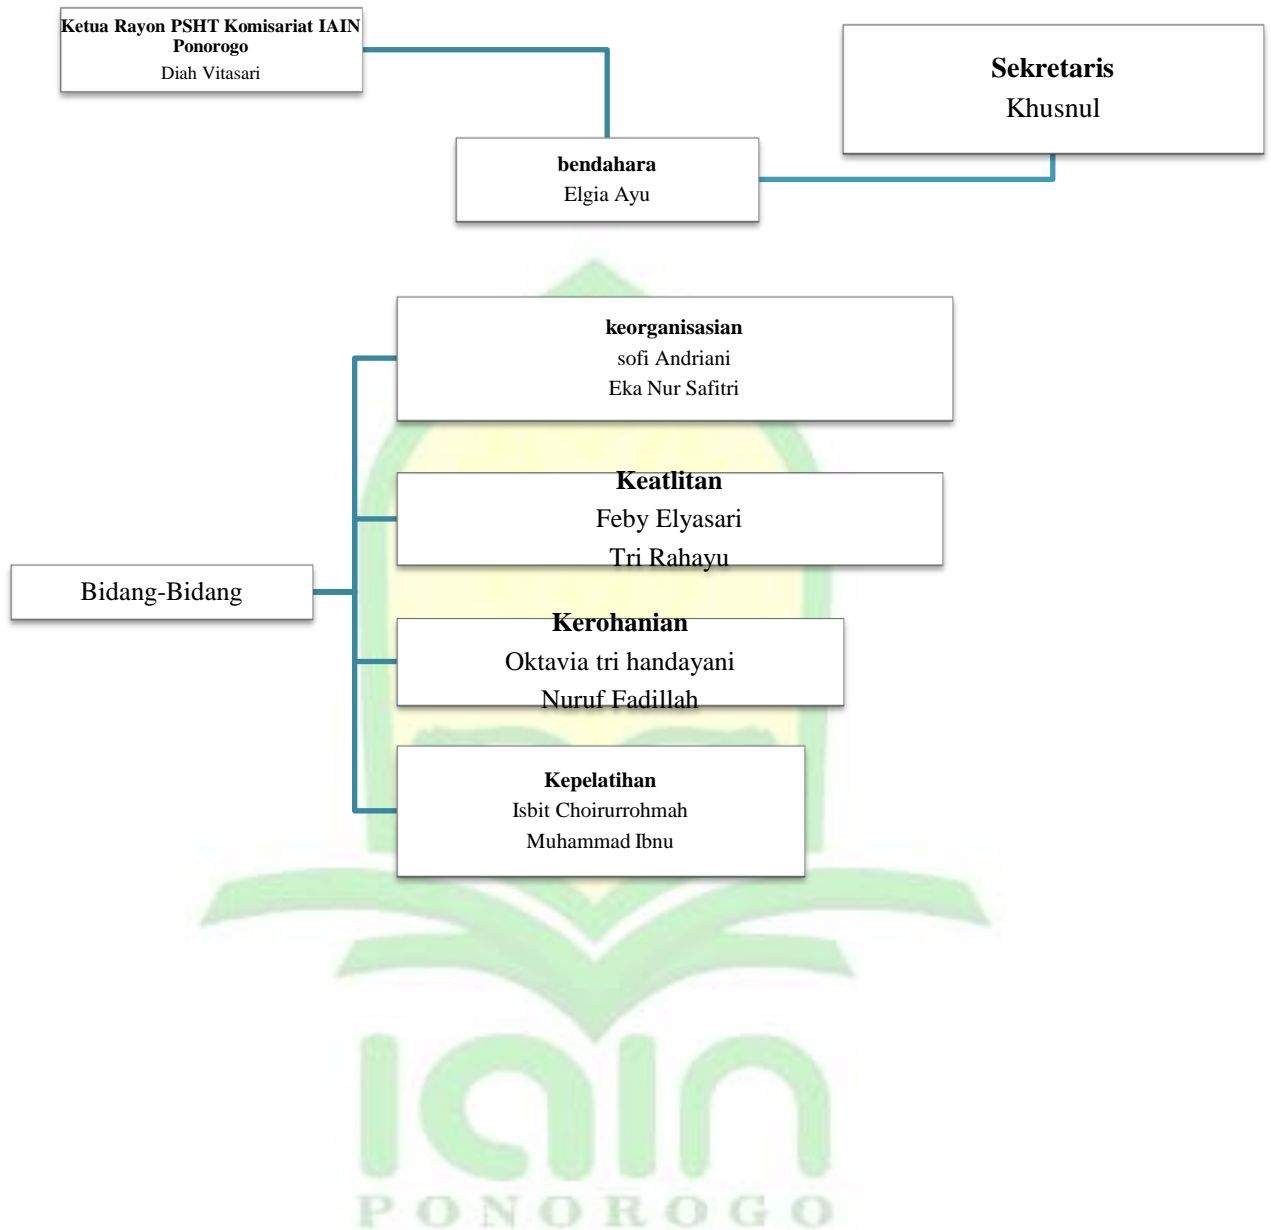 Ketua Rayon PSHT Komisariat IAIN
Ponorogo
Diah Vitasari
Sekretaris
Khusnul
bendahara
Elgia Ayu
keorganisasian
sofi Andriani
Eka Nur Safitri
Keatlitan
Feby Elyasari
Tri Rahayu
Bidang-Bidang
Kerohanian
Oktavia tri handayani
Nuruf Fadillah
Kepelatihan
Isbit Choirurrohmah
Muhammad Ibnu
iain
PONOROGO